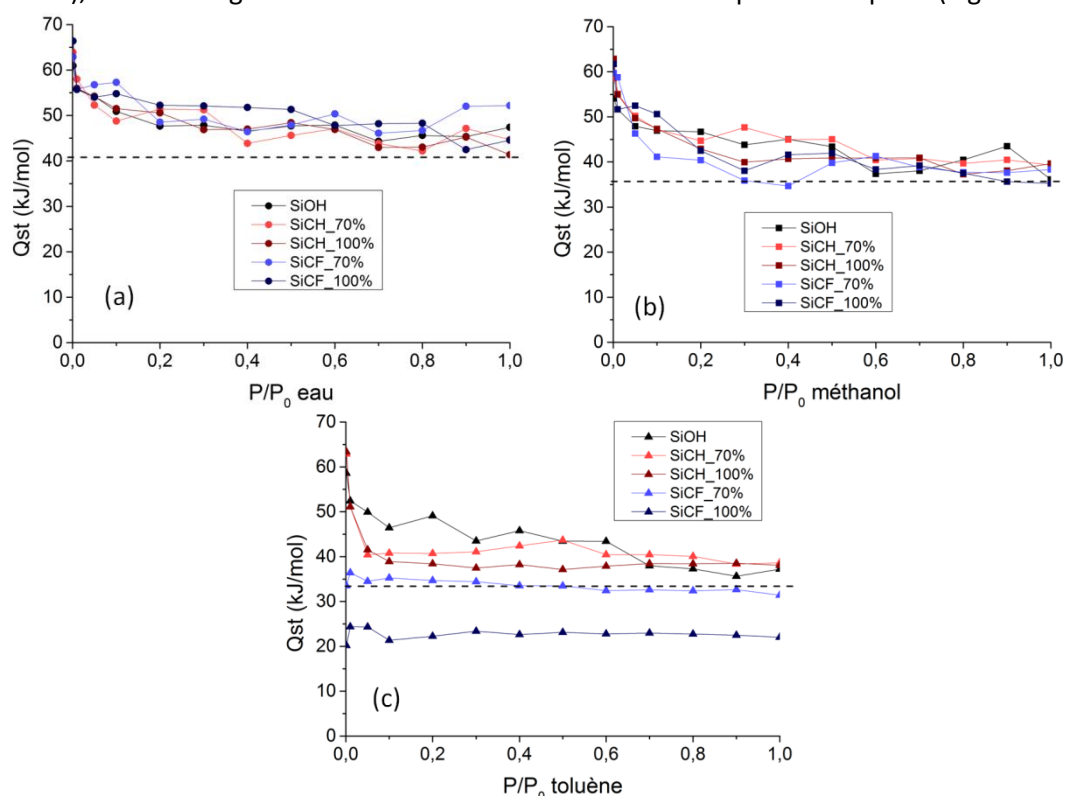 70
60
50
40
30
20
10
0
Qst (kJ/mol)
SiOH
SiCH_70%
SiCH_100%
SiCF_70%
SiCF_100%
(a)
0,0 0,2 0,4 0,6 0,8 1,0
P/P0 eau
70
60
50
40
30
20
10
0
Qst (kJ/mol)
SiOH
SiCH_70%
SiCH_100%
SiCF_70%
SiCF_100%
(b)
0,0 0,2 0,4 0,6 0,8 1,0
P/P0 méthanol
70
60
50
40
30
20
10
0
Qst (kJ/mol)
SiOH
SiCH_70%
SiCH_100%
SiCF_70%
SiCF_100%
(c)
0,0 0,2 0,4 0,6 0,8 1,0
P/P0 toluène